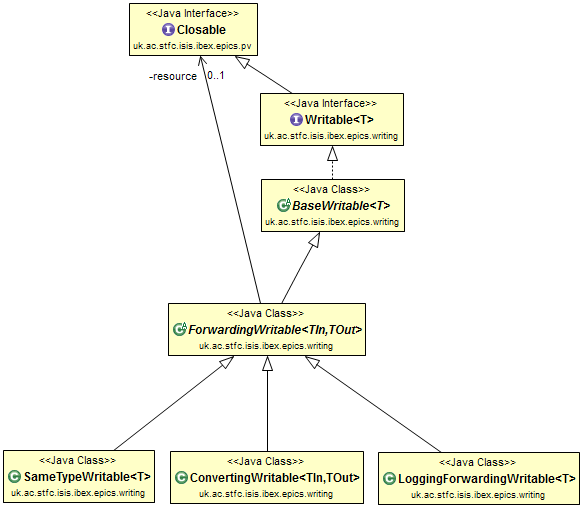 <<Java Interface>>
Closable
uk.ac.stfc.isis.ibex.epics.pv
-resource 0..1
<<Java Interface>>
Writable<T>
uk.ac.stfc.isis.ibex.epics.writing
<<Java Class>>
BaseWritable<T>
uk.ac.stfc.isis.ibex.epics.writing
<<Java Class>>
ForwardingWritable<TIn,TOut>
uk.ac.stfc.isis.ibex.epics.writing
<<Java Class>>
SameTypeWritable<T>
uk.ac.stfc.isis.ibex.epics.writing
<<Java Class>>
ConvertingWritable<TIn,TOut>
uk.ac.stfc.isis.ibex.epics.writing
<<Java Class>>
LoggingForwardingWritable<T>
uk.ac.stfc.isis.ibex.epics.writing